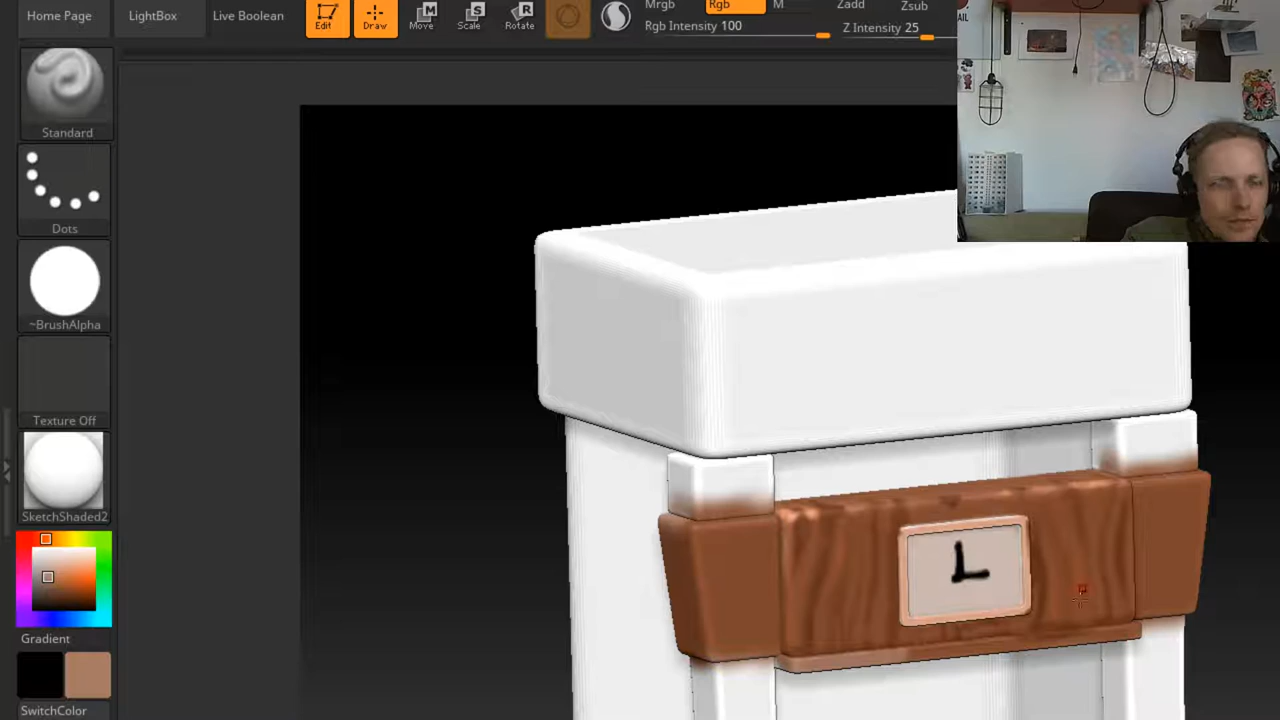 Home Page LightBox Live Boolean Edit Draw Move Scale Rotate Mrgb Rgb M Zadd Zsub
Rgb Intensity 100 Z Intensity 25
Standard
Dots
~BrushAlpha
Texture Off
SketchShaded2
Gradient
SwitchColor